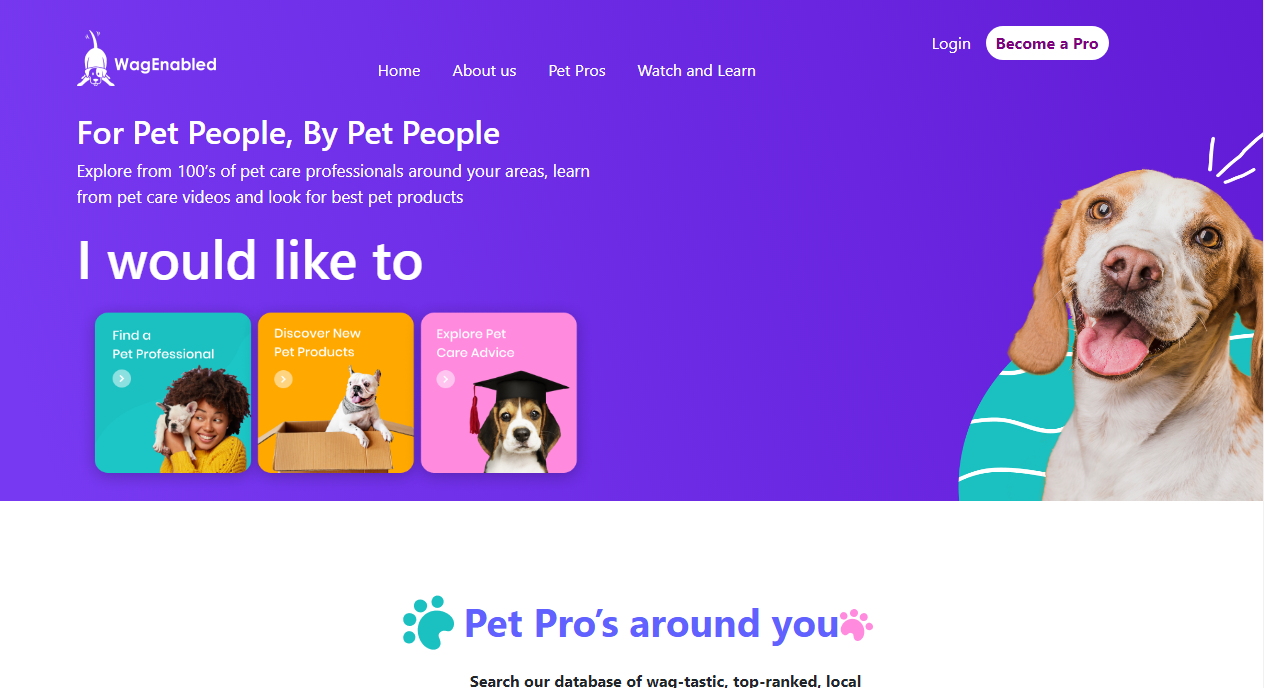 WagEnabled
Home About us Pet Pros Watch and Learn
Login Become a Pro
For Pet People, By Pet People
Explore from 100’s of pet care professionals around your areas, learn
from pet care videos and look for best pet products
I would like to
Find a
Pet Professional
Discover New
Pet Products
Explore Pet
Care Advice
Pet Pro’s around you
Search our database of wag-tastic, top-ranked, local